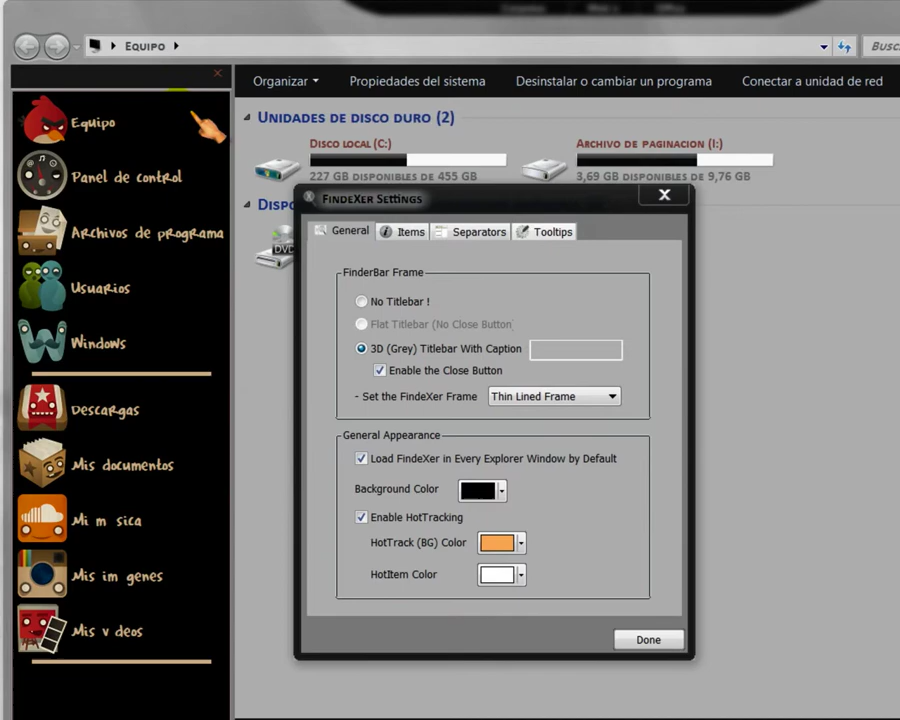 Equipo
Busc
Organizar
Propiedades del sistema
Desinstalar o cambiar un programa
Conectar a unidad de red
Equipo
Panel de control
Archivos de programa
Usuarios
Windows
Descargas
Mis documentos
Mi m sica
Mis im genes
Mis v deos
Unidades de disco duro (2)
Disco local (C:)
227 GB disponibles de 455 GB
Archivo de paginacion (I:)
3,69 GB disponibles de 9,76 GB
Dispo
DVD
FindeXer Settings
General
Items
Separators
Tooltips
FinderBar Frame
No Titlebar !
Flat Titlebar (No Close Button)
3D (Grey) Titlebar With Caption
Enable the Close Button
- Set the FindeXer Frame
Thin Lined Frame
General Appearance
Load FindeXer in Every Explorer Window by Default
Background Color
Enable HotTracking
HotTrack (BG) Color
HotItem Color
Done